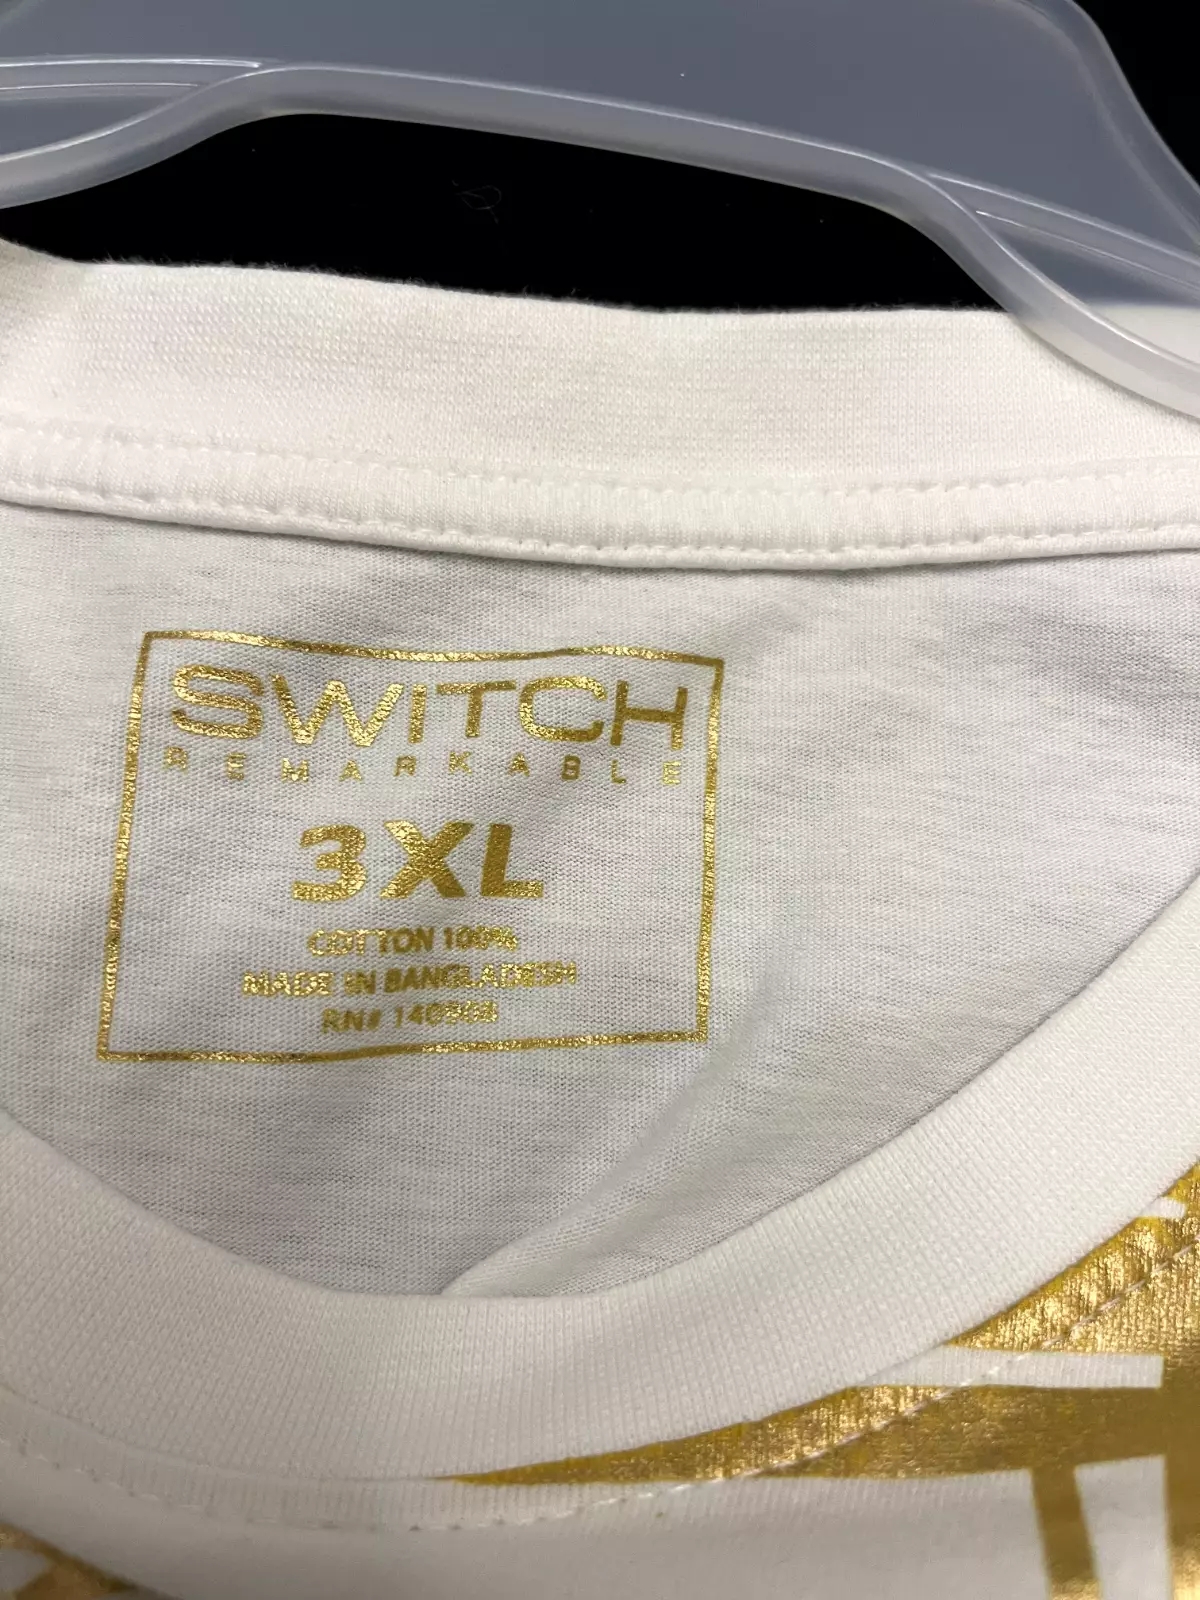 SWITCH
REMARKABLE
3XL
COTTON 100%
MADE IN BANGLADESH
RN#